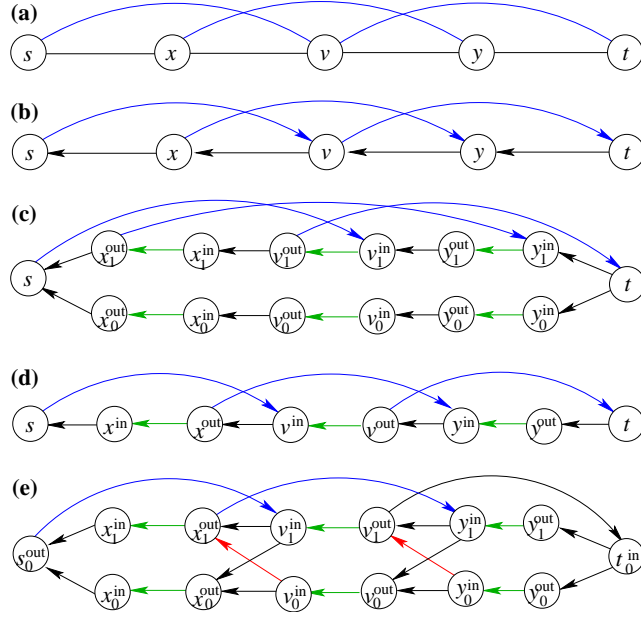 (a)
s x v y t
(b)
s x v y t
(c)
s x₁ᵒᵘᵗ x₁ⁱⁿ v₁ᵒᵘᵗ v₁ⁱⁿ y₁ᵒᵘᵗ y₁ⁱⁿ t
x₀ᵒᵘᵗ x₀ⁱⁿ v₀ᵒᵘᵗ v₀ⁱⁿ y₀ᵒᵘᵗ y₀ⁱⁿ
(d)
s xⁱⁿ xᵒᵘᵗ vⁱⁿ vᵒᵘᵗ yⁱⁿ yᵒᵘᵗ t
(e)
x₁ⁱⁿ x₁ᵒᵘᵗ v₁ⁱⁿ v₁ᵒᵘᵗ y₁ⁱⁿ y₁ᵒᵘᵗ
s₀ᵒᵘᵗ t₀ⁱⁿ
x₀ⁱⁿ x₀ᵒᵘᵗ v₀ⁱⁿ v₀ᵒᵘᵗ y₀ⁱⁿ y₀ᵒᵘᵗ